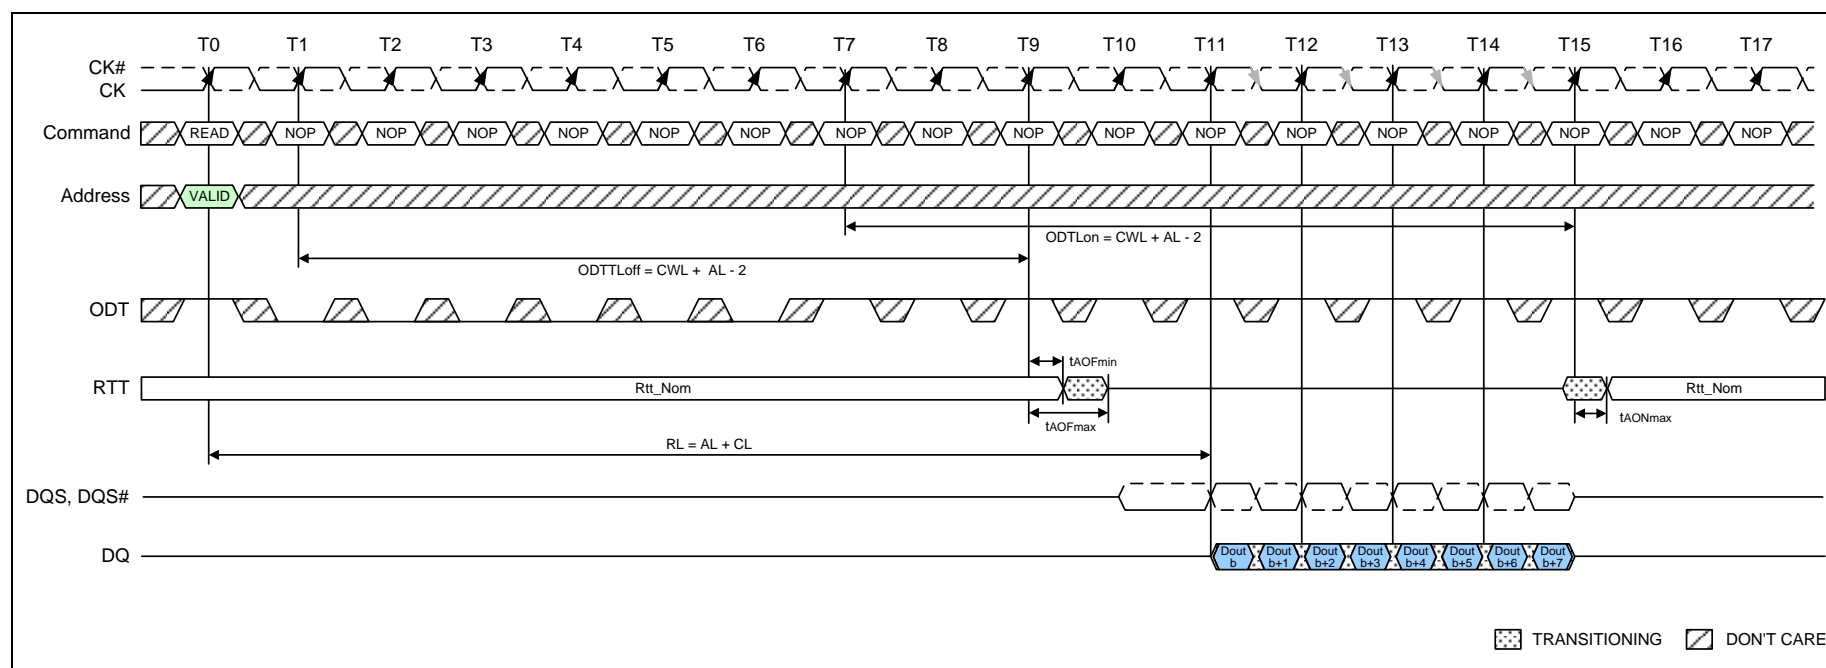 T0 T1 T2 T3 T4 T5 T6 T7 T8 T9 T10 T11 T12 T13 T14 T15 T16 T17
CK#
CK
Command READ NOP NOP NOP NOP NOP NOP NOP NOP NOP NOP NOP NOP NOP NOP NOP NOP NOP
Address VALID
ODTLon = CWL + AL - 2
ODTTLoff = CWL + AL - 2
ODT
tAOFmin
RTT Rtt_Nom Rtt_Nom
tAOFmax tAONmax
RL = AL + CL
DQS, DQS#
DQ Dout b Dout b+1 Dout b+2 Dout b+3 Dout b+4 Dout b+5 Dout b+6 Dout b+7
TRANSITIONING DON'T CARE